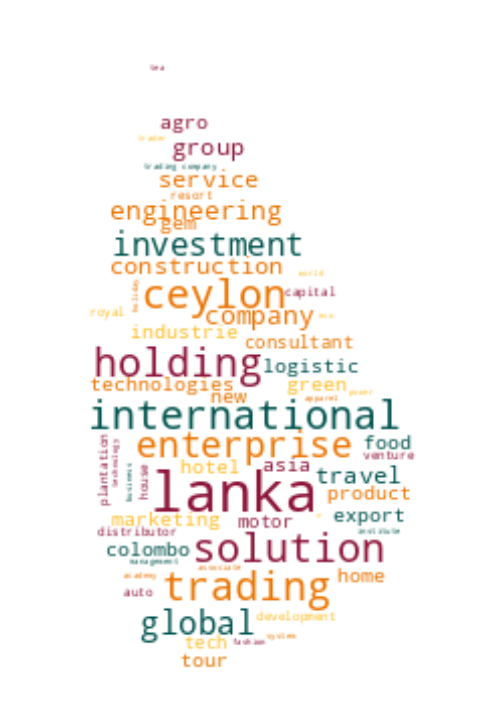 tea
agro
trader
group
trading company
service
resort
engineering
gem
investment
construction
world
holiday
ceylon
capital
royal
company
eco
industrie
consultant
holding
logistic
technologies
green
new
power
apparel
international
enterprise
food
venture
plantation
technology
business
house
hotel
asia
lanka
travel
product
marketing
motor
export
distributor
institute
colombo
solution
management
associate
academy
trading
home
auto
global
development
tech
fashion
system
tour